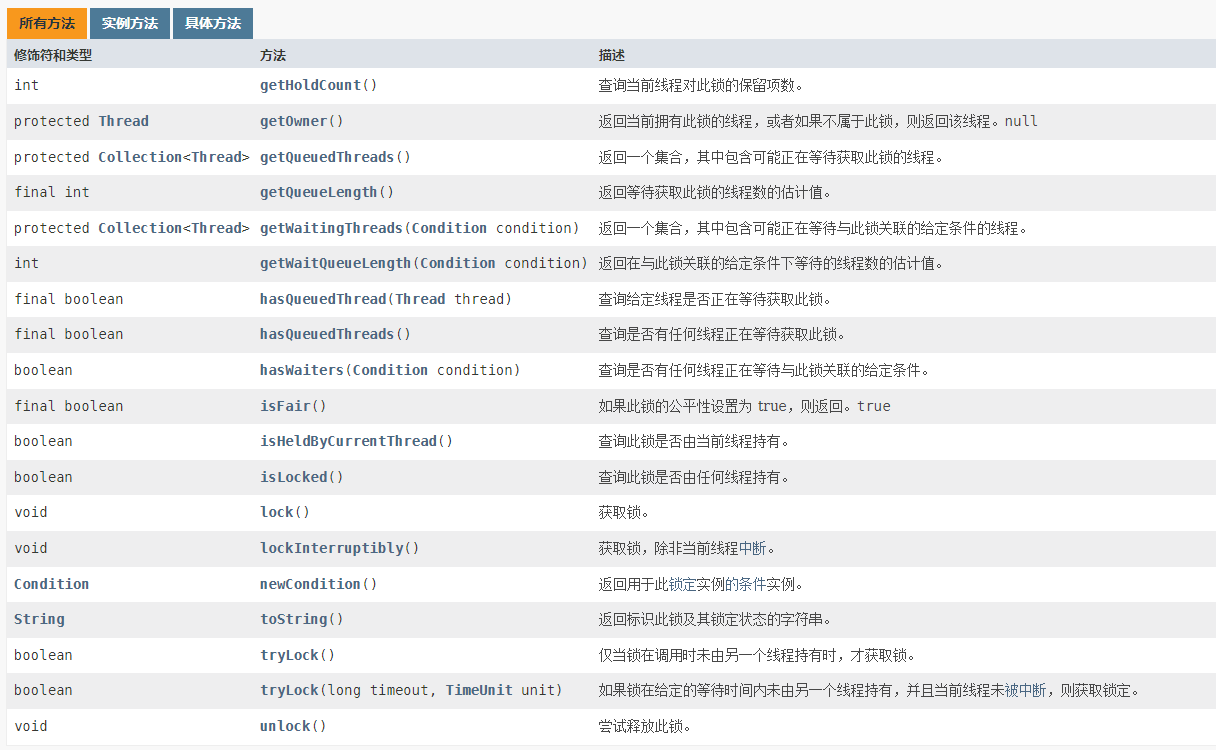 所有方法 实例方法 具体方法
修饰符和类型 方法 描述
int getHoldCount() 查询当前线程对此锁的保留项数。
protected Thread getOwner() 返回当前拥有此锁的线程，或者如果不属于此锁，则返回该线程。null
protected Collection<Thread> getQueuedThreads() 返回一个集合，其中包含可能正在等待获取此锁的线程。
final int getQueueLength() 返回等待获取此锁的线程数的估计值。
protected Collection<Thread> getWaitingThreads(Condition condition) 返回一个集合，其中包含可能正在等待与此锁关联的给定条件的线程。
int getWaitQueueLength(Condition condition) 返回在与此锁关联的给定条件下等待的线程数的估计值。
final boolean hasQueuedThread(Thread thread) 查询给定线程是否正在等待获取此锁。
final boolean hasQueuedThreads() 查询是否有任何线程正在等待获取此锁。
boolean hasWaiters(Condition condition) 查询是否有任何线程正在等待与此锁关联的给定条件。
final boolean isFair() 如果此锁的公平性设置为 true，则返回。true
boolean isHeldByCurrentThread() 查询此锁是否由当前线程持有。
boolean isLocked() 查询此锁是否由任何线程持有。
void lock() 获取锁。
void lockInterruptibly() 获取锁，除非当前线程中断。
Condition newCondition() 返回用于此锁定实例的条件实例。
String toString() 返回标识此锁及其锁定状态的字符串。
boolean tryLock() 仅当锁在调用时未由另一个线程持有时，才获取锁。
boolean tryLock(long timeout, TimeUnit unit) 如果锁在给定的等待时间内未由另一个线程持有，并且当前线程未被中断，则获取锁定。
void unlock() 尝试释放此锁。